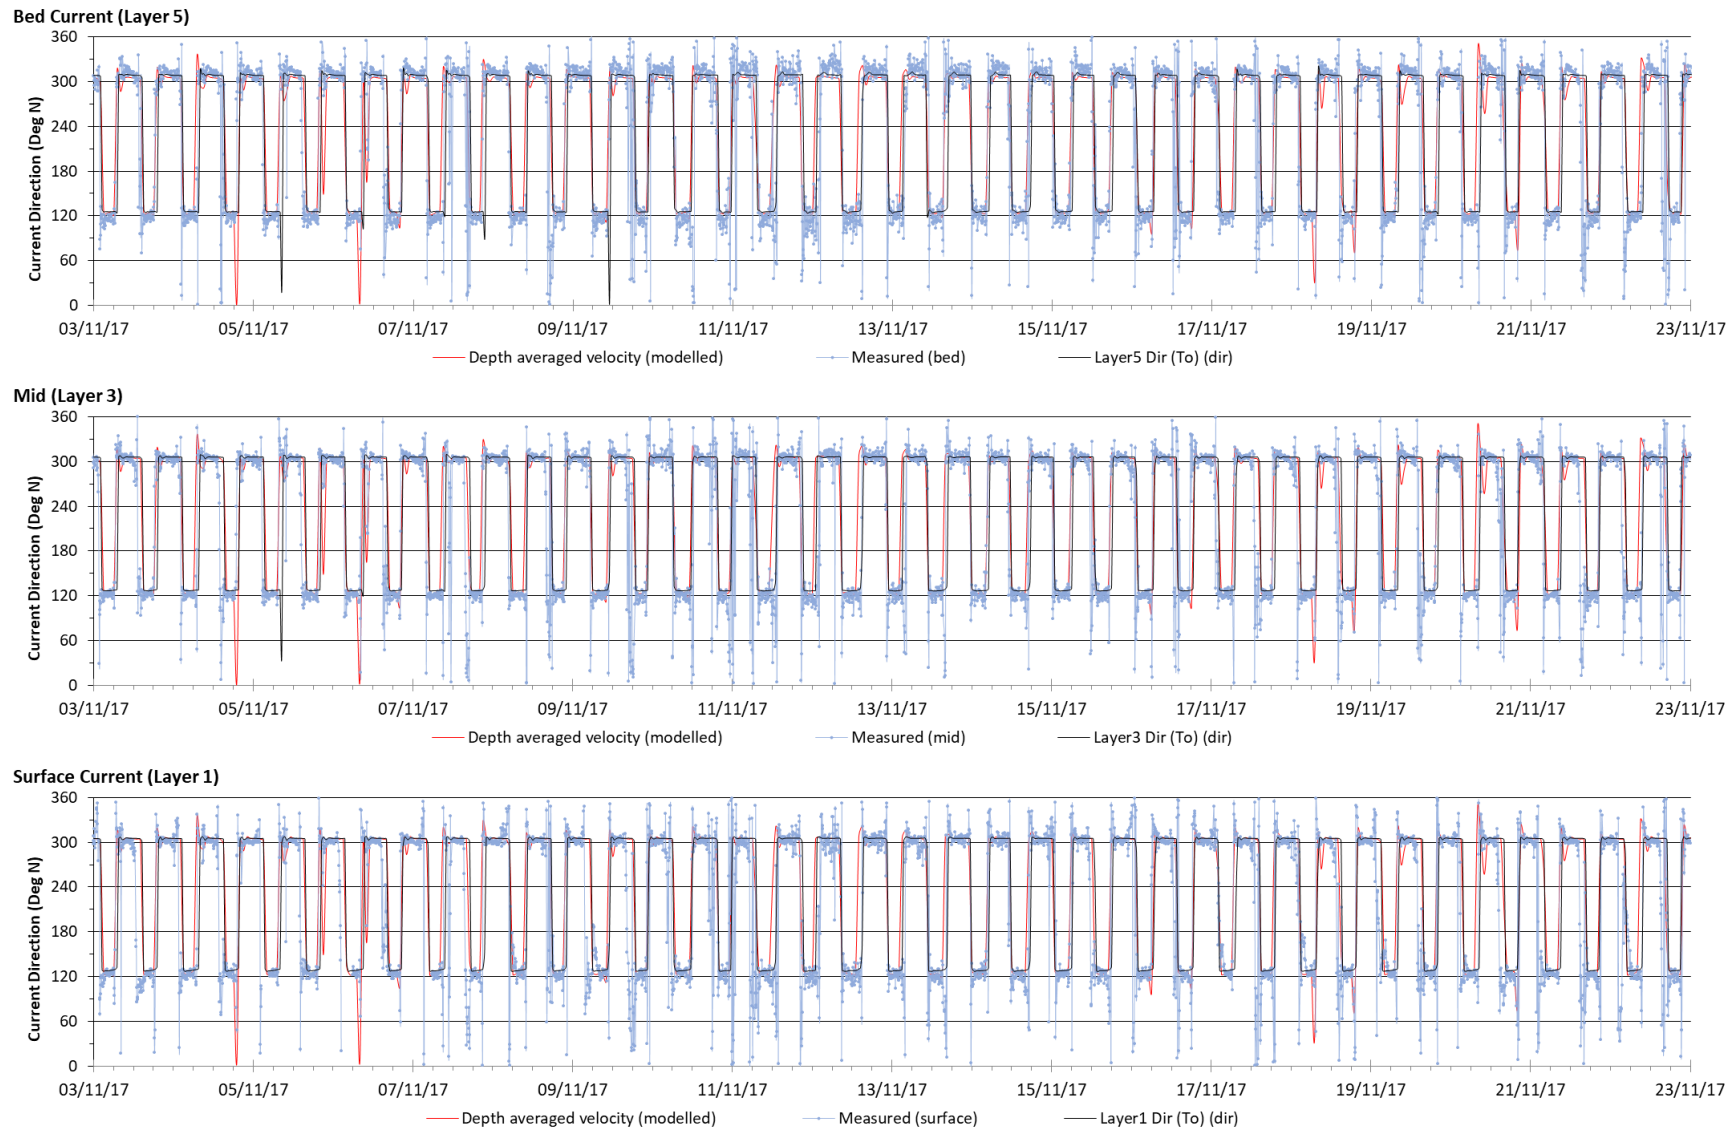 Bed Current (Layer 5)
Current Direction (Deg N)
360
300
240
180
120
60
0
03/11/17 05/11/17 07/11/17 09/11/17 11/11/17 13/11/17 15/11/17 17/11/17 19/11/17 21/11/17 23/11/17
Depth averaged velocity (modelled) Measured (bed) Layer5 Dir (To) (dir)
Mid (Layer 3)
Current Direction (Deg N)
360
300
240
180
120
60
0
03/11/17 05/11/17 07/11/17 09/11/17 11/11/17 13/11/17 15/11/17 17/11/17 19/11/17 21/11/17 23/11/17
Depth averaged velocity (modelled) Measured (mid) Layer3 Dir (To) (dir)
Surface Current (Layer 1)
Current Direction (Deg N)
360
300
240
180
120
60
0
03/11/17 05/11/17 07/11/17 09/11/17 11/11/17 13/11/17 15/11/17 17/11/17 19/11/17 21/11/17 23/11/17
Depth averaged velocity (modelled) Measured (surface) Layer1 Dir (To) (dir)